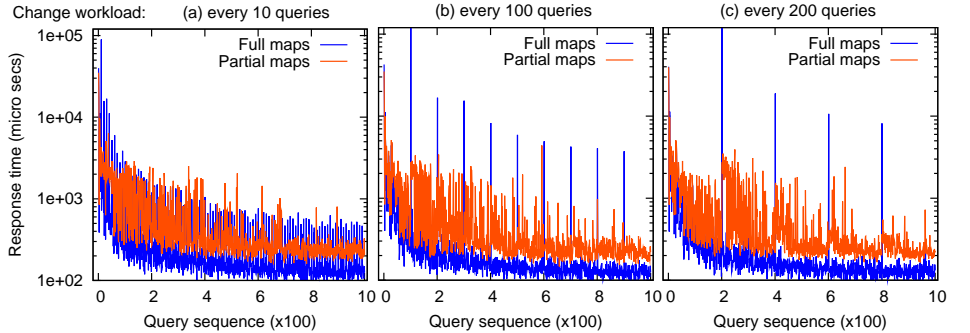 Change workload: (a) every 10 queries (b) every 100 queries (c) every 200 queries
Response time (micro secs)
1e+05
1e+04
1e+03
1e+02
Full maps
Partial maps
0 2 4 6 8 10
Query sequence (x100)
Full maps
Partial maps
0 2 4 6 8 10
Query sequence (x100)
Full maps
Partial maps
0 2 4 6 8 10
Query sequence (x100)